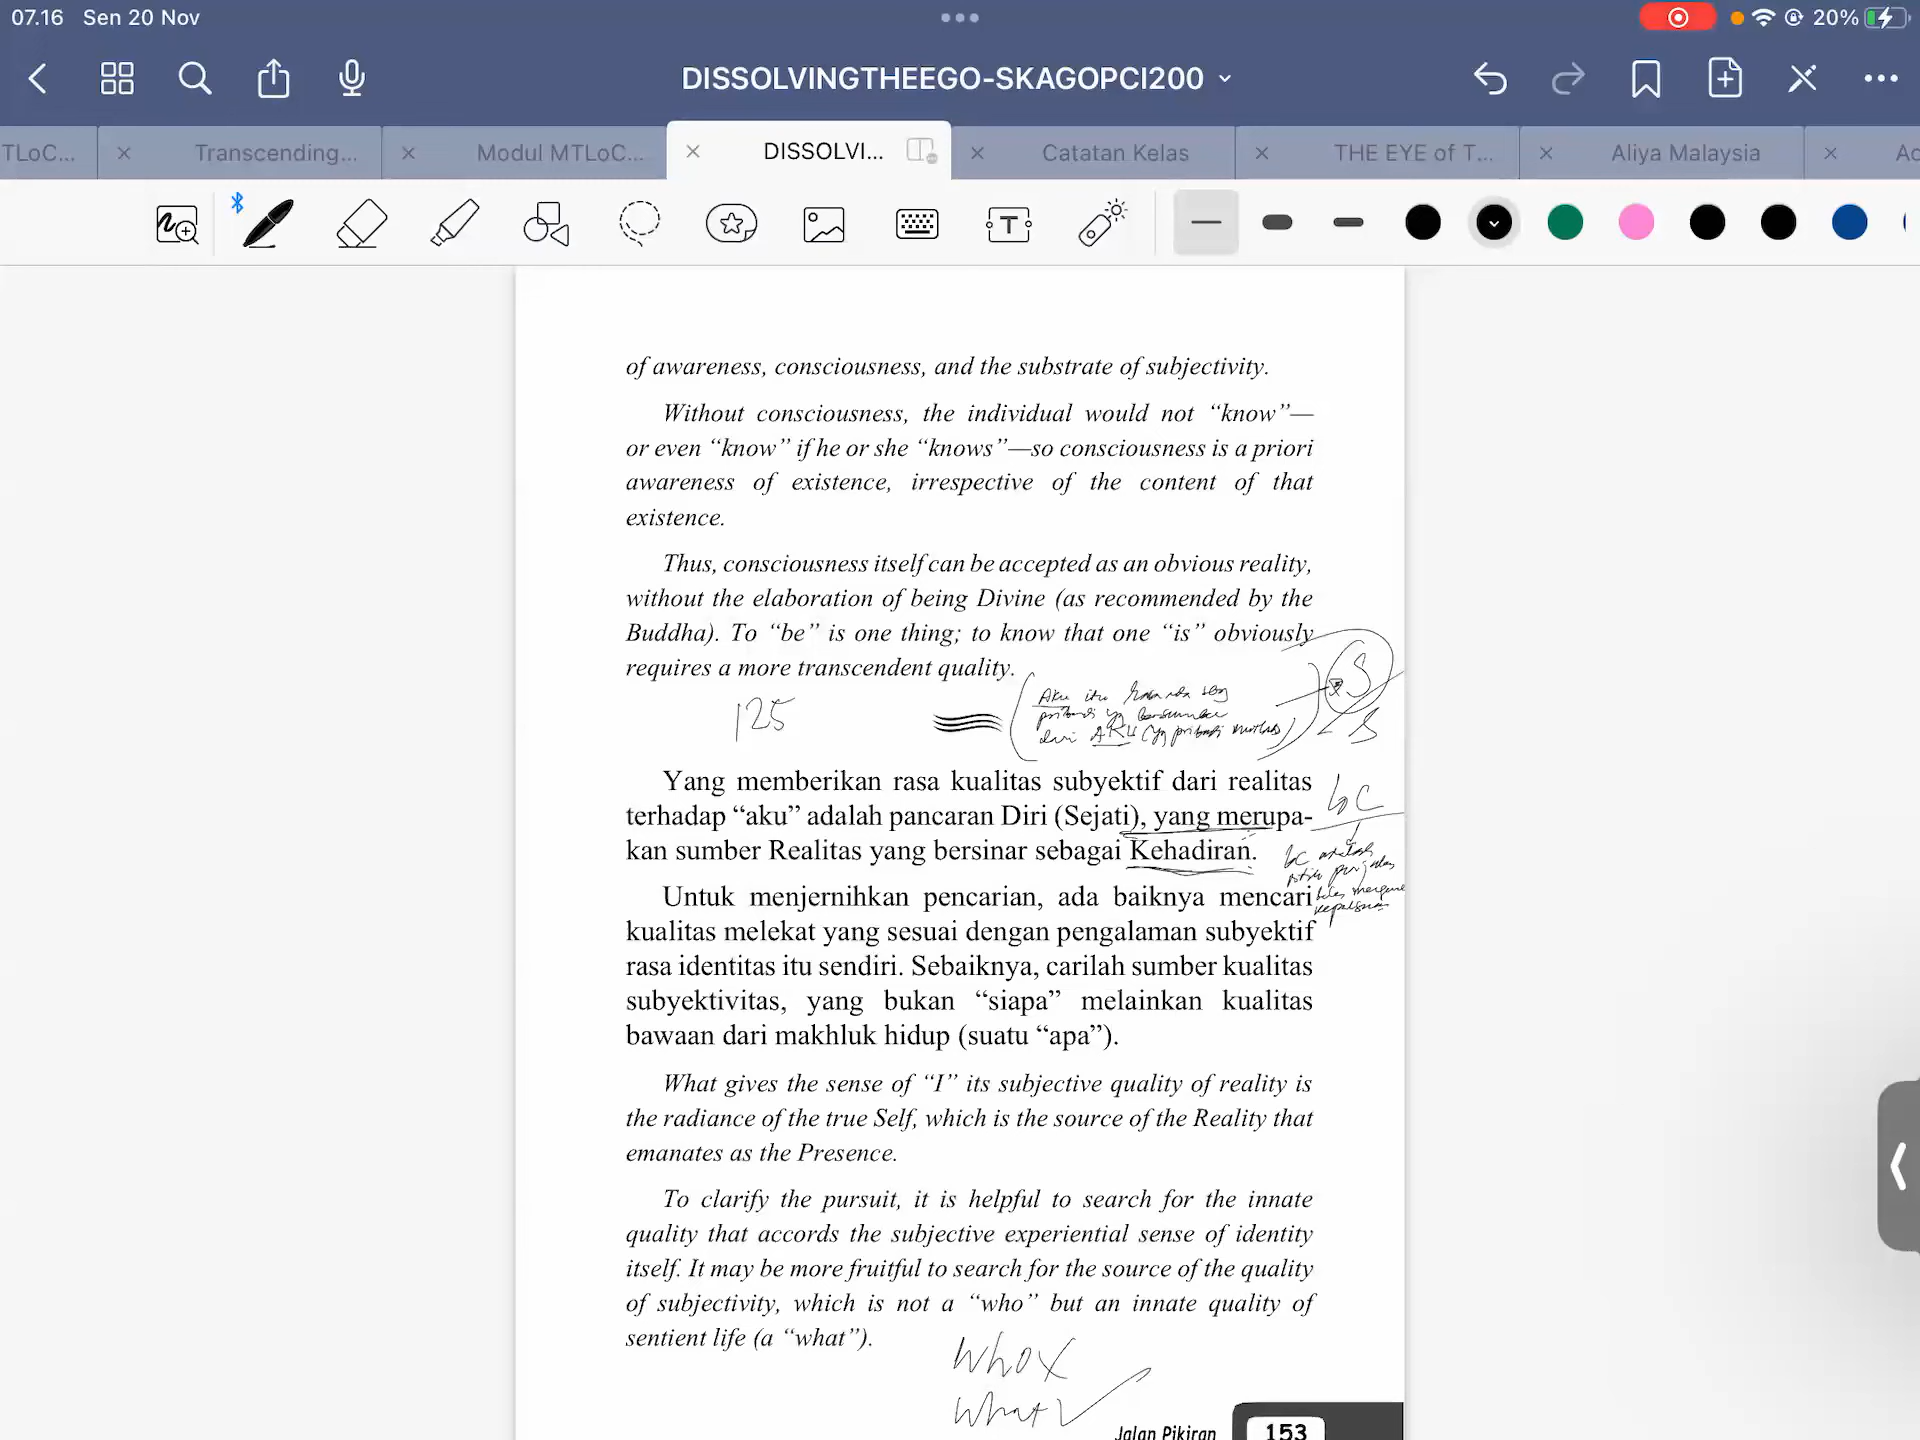 07.16 Sen 20 Nov
20%
DISSOLVINGTHEEGO-SKAGOPCI200
TLoC...
Transcending...
Modul MTLoC...
DISSOLVI...
Catatan Kelas
THE EYE of T...
Aliya Malaysia
Ac
of awareness, consciousness, and the substrate of subjectivity.
Without consciousness, the individual would not “know”—
or even “know” if he or she “knows”—so consciousness is a priori
awareness of existence, irrespective of the content of that
existence.
Thus, consciousness itself can be accepted as an obvious reality,
without the elaboration of being Divine (as recommended by the
Buddha). To “be” is one thing; to know that one “is” obviously
requires a more transcendent quality.
125
Aku itu
dari AKU (yg pribadi
S
Yang memberikan rasa kualitas subyektif dari realitas
terhadap “aku” adalah pancaran Diri (Sejati), yang merupa-
kan sumber Realitas yang bersinar sebagai Kehadiran.
LoC
Untuk menjernihkan pencarian, ada baiknya mencari
kualitas melekat yang sesuai dengan pengalaman subyektif
rasa identitas itu sendiri. Sebaiknya, carilah sumber kualitas
subyektivitas, yang bukan “siapa” melainkan kualitas
bawaan dari makhluk hidup (suatu “apa”).
What gives the sense of “I” its subjective quality of reality is
the radiance of the true Self, which is the source of the Reality that
emanates as the Presence.
To clarify the pursuit, it is helpful to search for the innate
quality that accords the subjective experiential sense of identity
itself. It may be more fruitful to search for the source of the quality
of subjectivity, which is not a “who” but an innate quality of
sentient life (a “what”).
Who X
What ✓
Jalan Pikiran 153